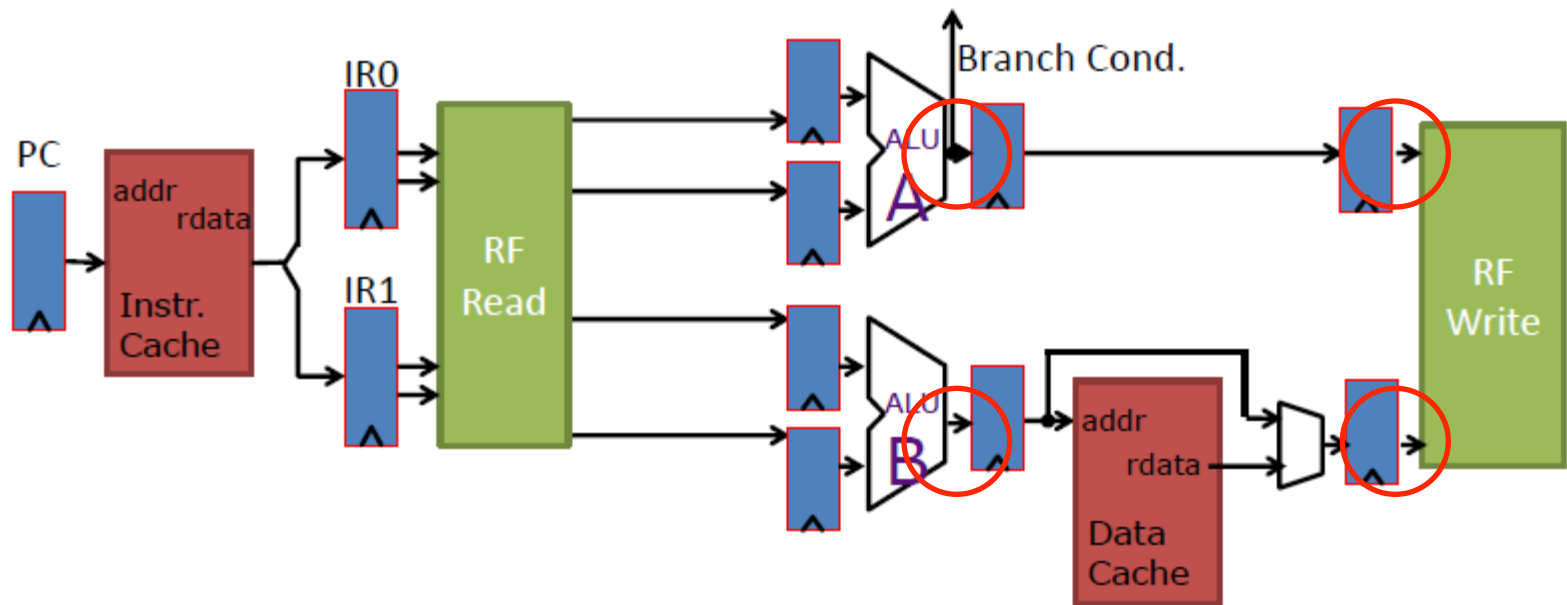 Branch Cond.
IR0
PC
addr
rdata
Instr.
Cache
IR1
RF
Read
ALU
A
ALU
B
addr
rdata
Data
Cache
RF
Write